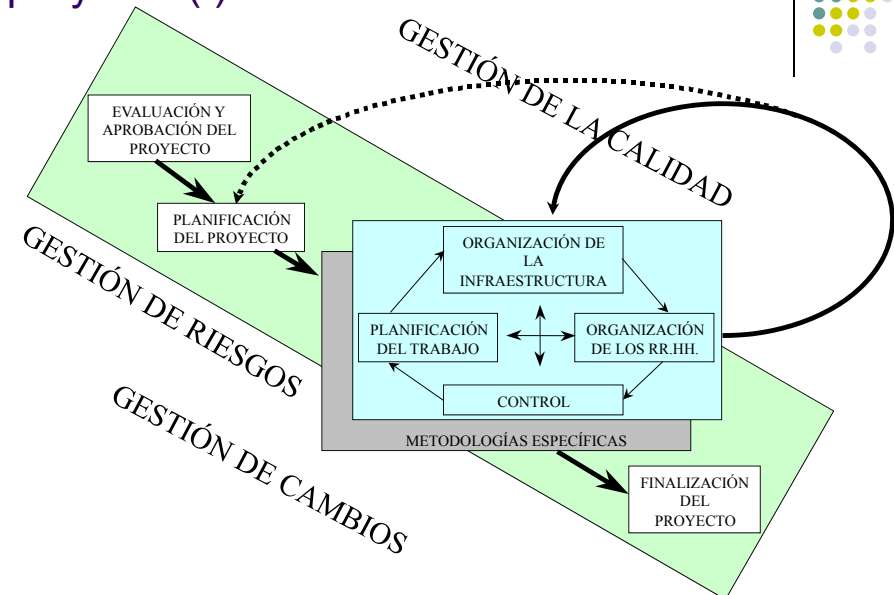 GESTIÓN DE LA CALIDAD
EVALUACIÓN Y
APROBACIÓN DEL
PROYECTO
PLANIFICACIÓN
DEL PROYECTO
GESTIÓN DE RIESGOS
ORGANIZACIÓN DE
LA
INFRAESTRUCTURA
PLANIFICACIÓN
DEL TRABAJO
ORGANIZACIÓN
DE LOS RR.HH.
CONTROL
METODOLOGÍAS ESPECÍFICAS
GESTIÓN DE CAMBIOS
FINALIZACIÓN
DEL
PROYECTO